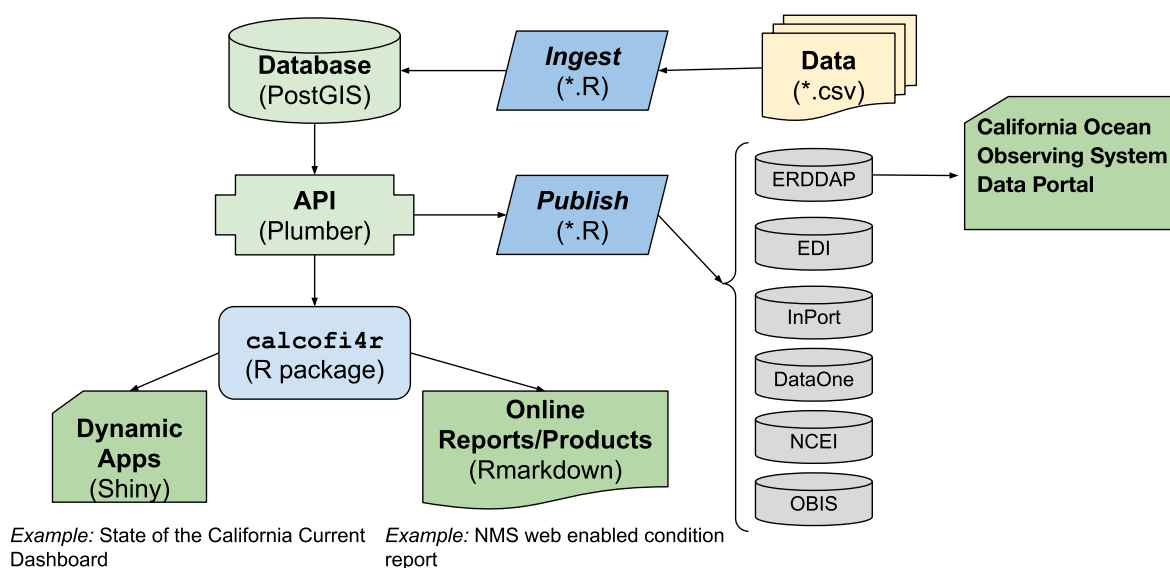 Database
(PostGIS)
Ingest
(*.R)
Data
(*.csv)
California Ocean
Observing System
Data Portal
API
(Plumber)
Publish
(*.R)
ERDDAP
EDI
InPort
DataOne
NCEI
OBIS
calcofi4r
(R package)
Dynamic
Apps
(Shiny)
Online
Reports/Products
(Rmarkdown)
Example: State of the California Current
Dashboard
Example: NMS web enabled condition
report